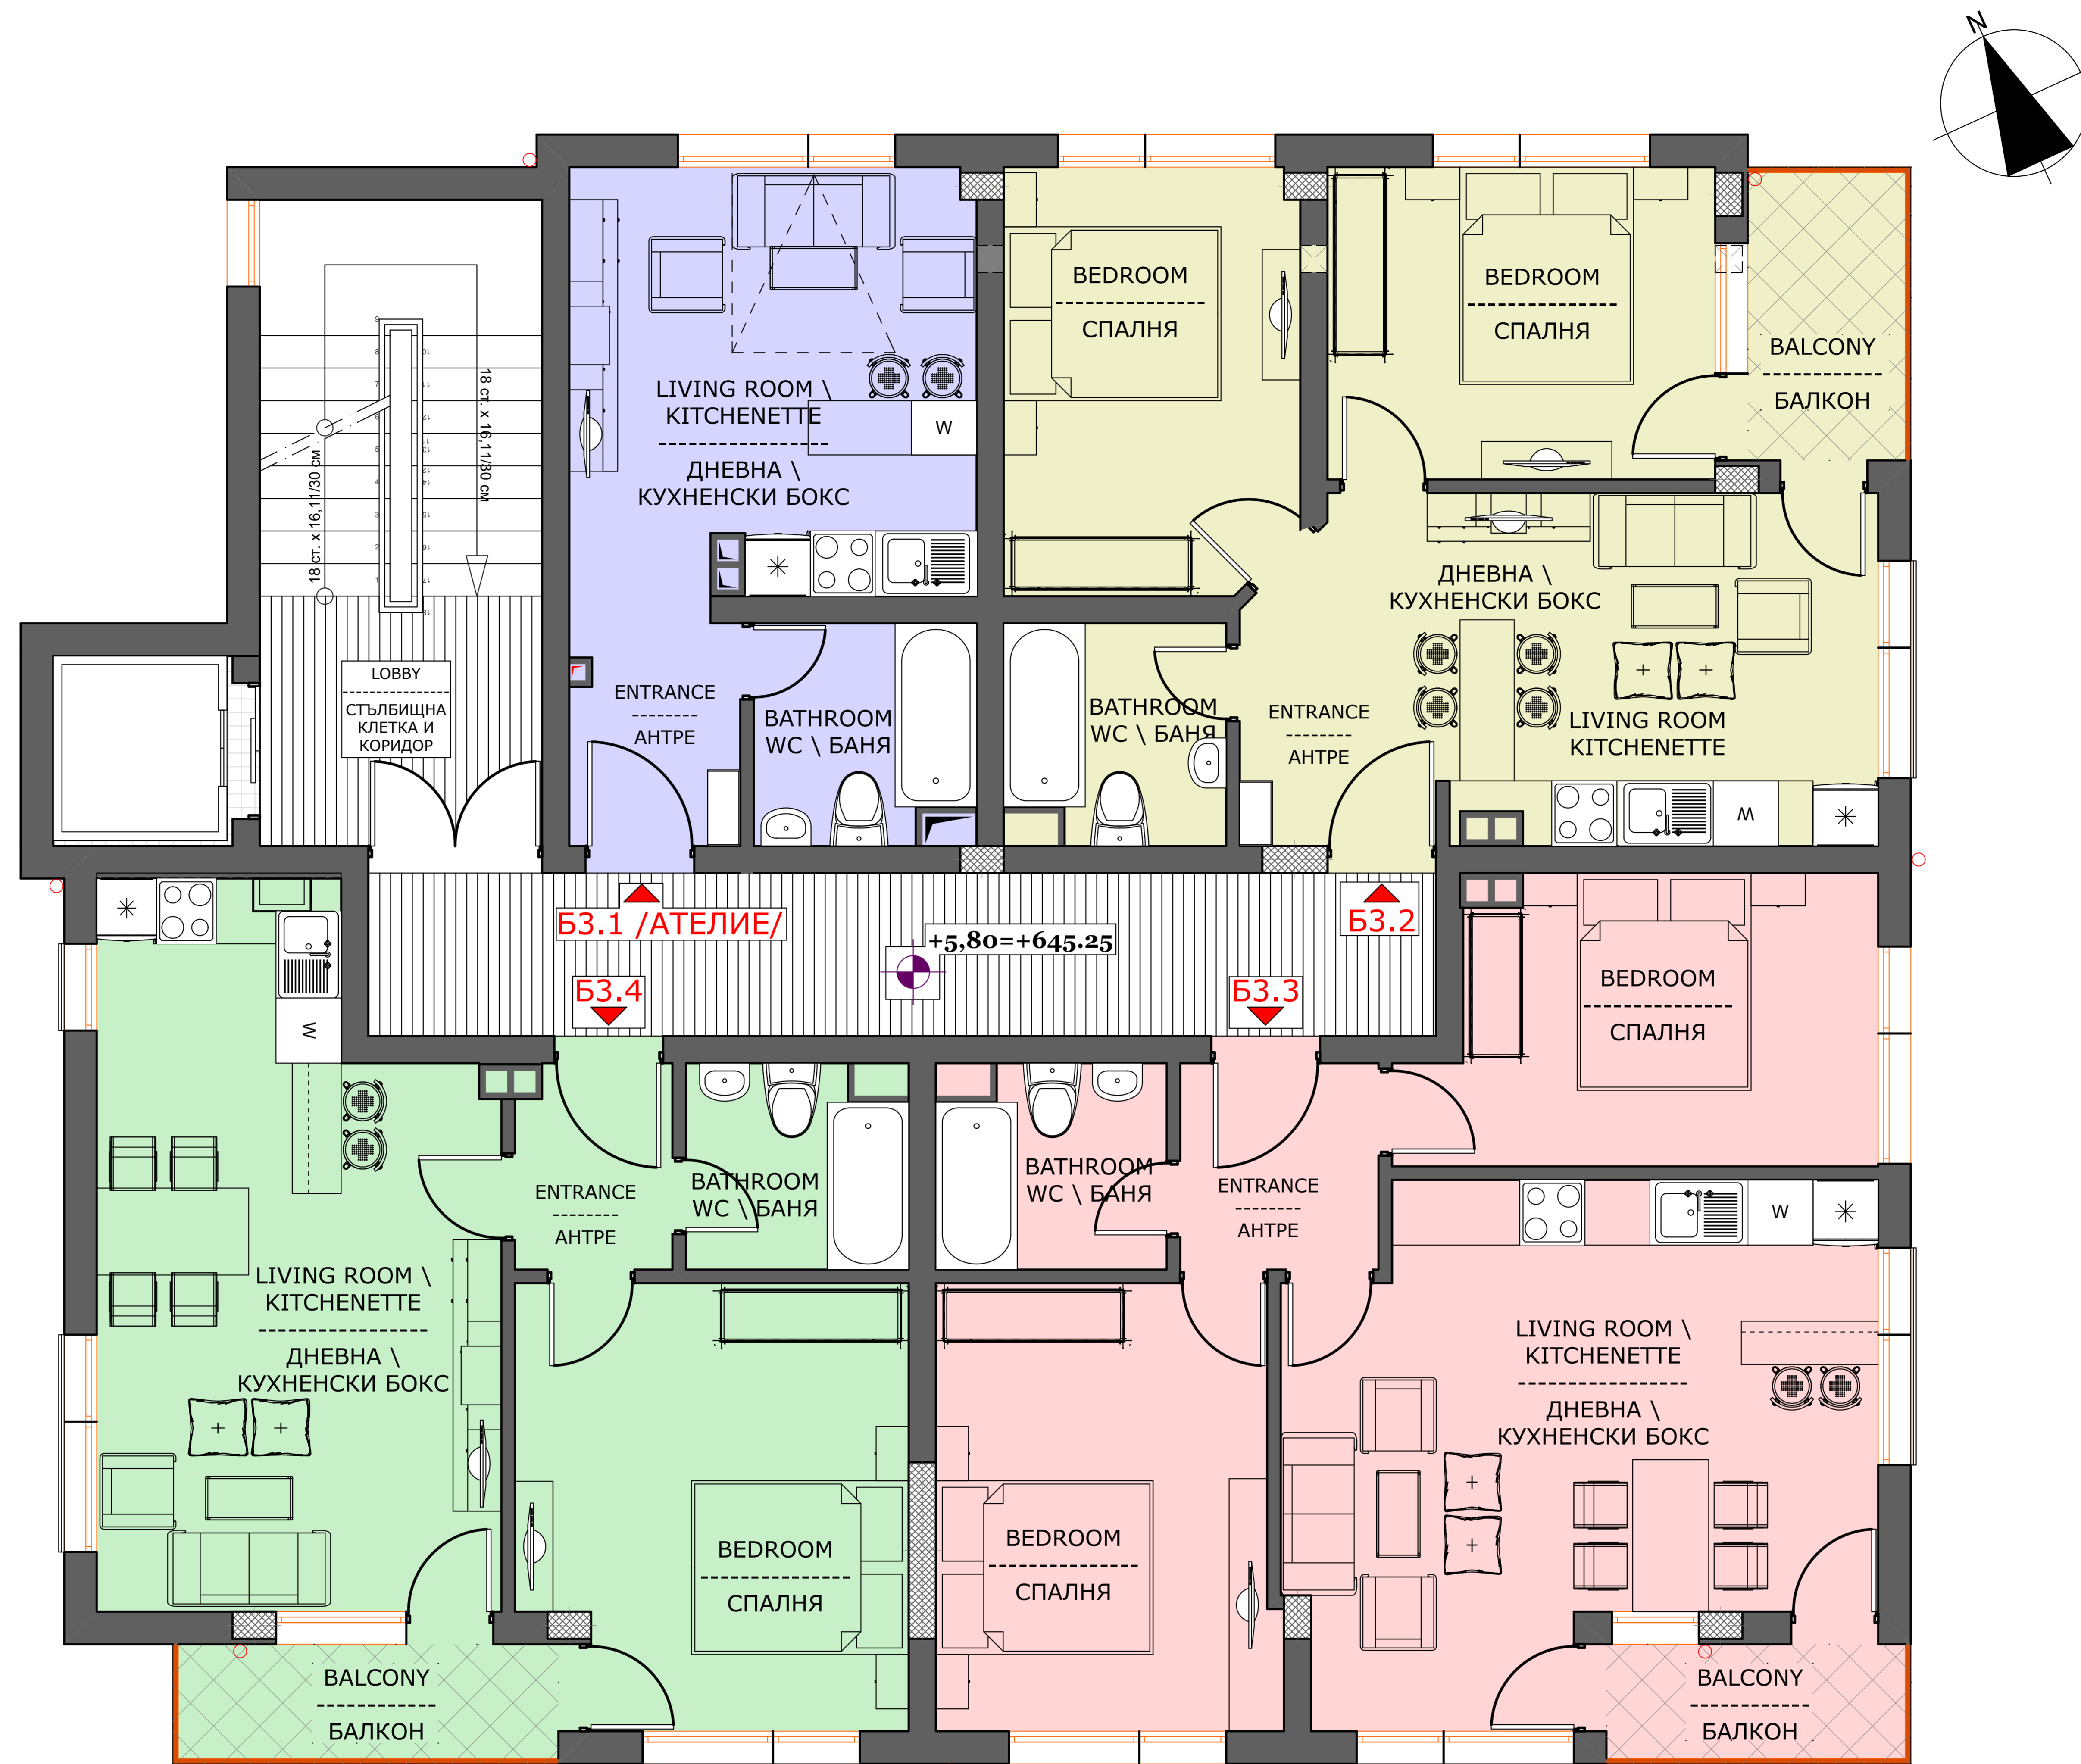 N
BEDROOM
СПАЛНЯ
BEDROOM
СПАЛНЯ
BALCONY
БАЛКОН
LIVING ROOM \
KITCHENETTE
ДНЕВНА \
КУХНЕНСКИ БОКС
W
18 ст. x 16,11/30 см
18 ст. x 16,11/30 см
ДНЕВНА \
КУХНЕНСКИ БОКС
LIVING ROOM
KITCHENETTE
W
LOBBY
СТЪЛБИЩНА
КЛЕТКА И
КОРИДОР
ENTRANCE
АНТРЕ
BATHROOM
WC \ БАНЯ
BATHROOM
WC \ БАНЯ
ENTRANCE
АНТРЕ
Б3.1 /АТЕЛИЕ/
Б3.2
+5,80=+645.25
Б3.4
Б3.3
BEDROOM
СПАЛНЯ
W
ENTRANCE
АНТРЕ
BATHROOM
WC \ БАНЯ
BATHROOM
WC \ БАНЯ
ENTRANCE
АНТРЕ
W
LIVING ROOM \
KITCHENETTE
ДНЕВНА \
КУХНЕНСКИ БОКС
LIVING ROOM \
KITCHENETTE
ДНЕВНА \
КУХНЕНСКИ БОКС
BEDROOM
СПАЛНЯ
BEDROOM
СПАЛНЯ
BALCONY
БАЛКОН
BALCONY
БАЛКОН